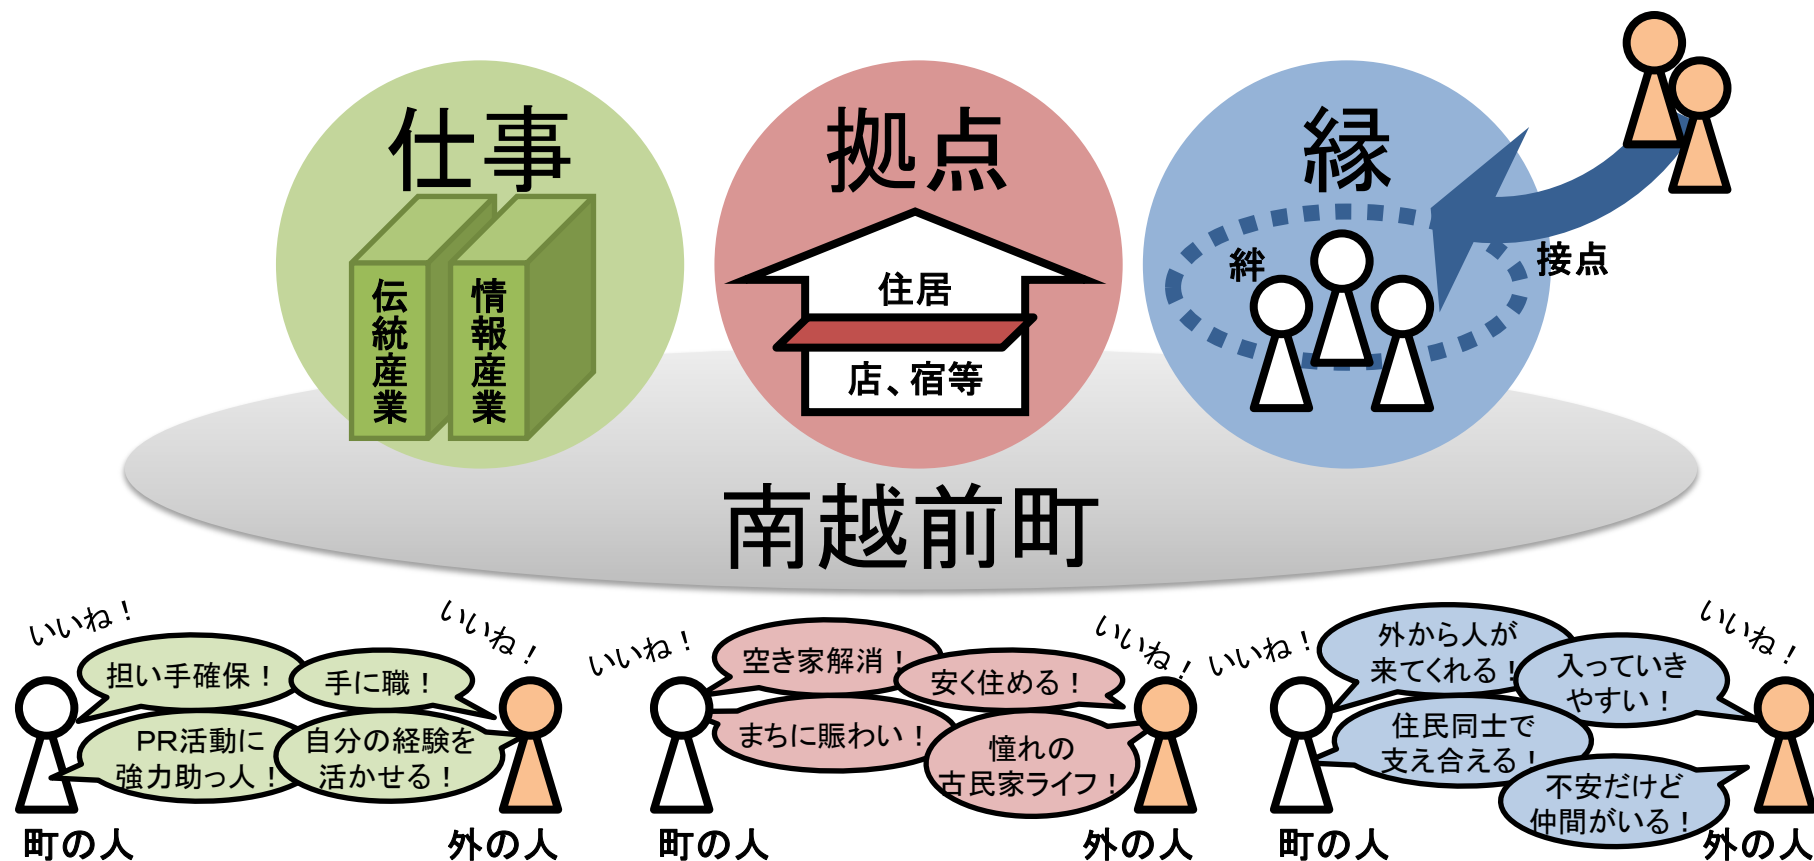 仕事
伝統産業
情報産業
拠点
住居
店、宿等
縁
絆
接点
南越前町
いいね！
担い手確保！
PR活動に
強力助っ人！
町の人
いいね！
手に職！
自分の経験を
活かせる！
外の人
いいね！
空き家解消！
まちに賑わい！
町の人
いいね！
安く住める！
憧れの
古民家ライフ！
外の人
いいね！
外から人が
来てくれる！
住民同士で
支え合える！
町の人
いいね！
入っていき
やすい！
不安だけど
仲間がいる！
外の人